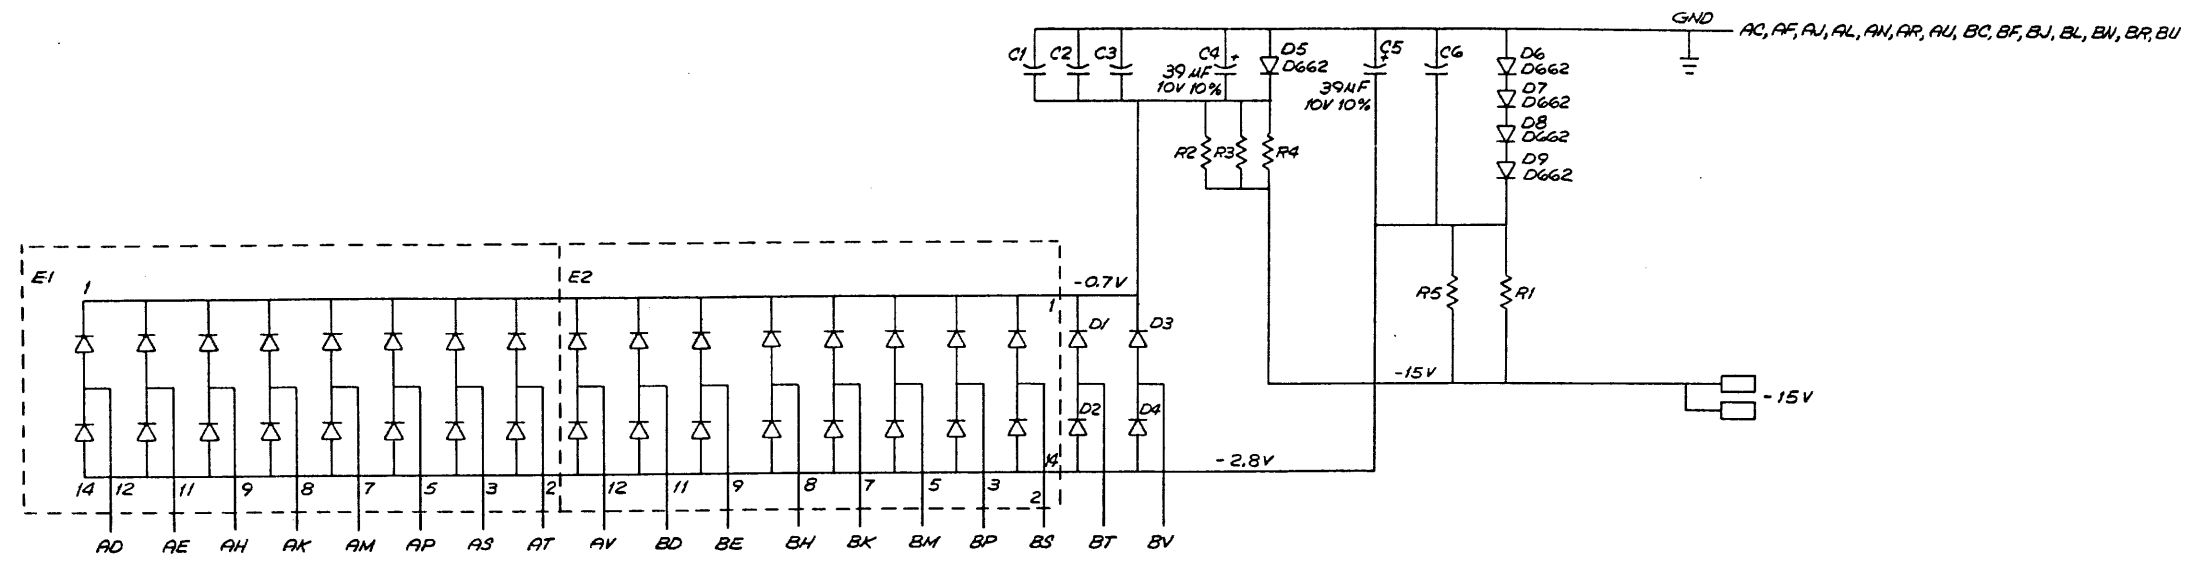 GND
AC, AF, AJ, AL, AN, AR, AU, BC, BF, BJ, BL, BN, BR, BU
C1 C2 C3 C4 + D5 D662
39 µF
10V 10%
C5 + C6
39µF
10V 10%
D6
D662
D7
D662
D8
D662
D9
D662
R2 R3 R4
R5 R1
E1 E2
1
-0.7V
1
D1 D3
D2 D4
-15V
-15V
-2.8V
14 12 11 9 8 7 5 3 2 12 11 9 8 7 5 3 2 14
AD AE AH AK AM AP AS AT AV BD BE BH BK BM BP BS BT BV